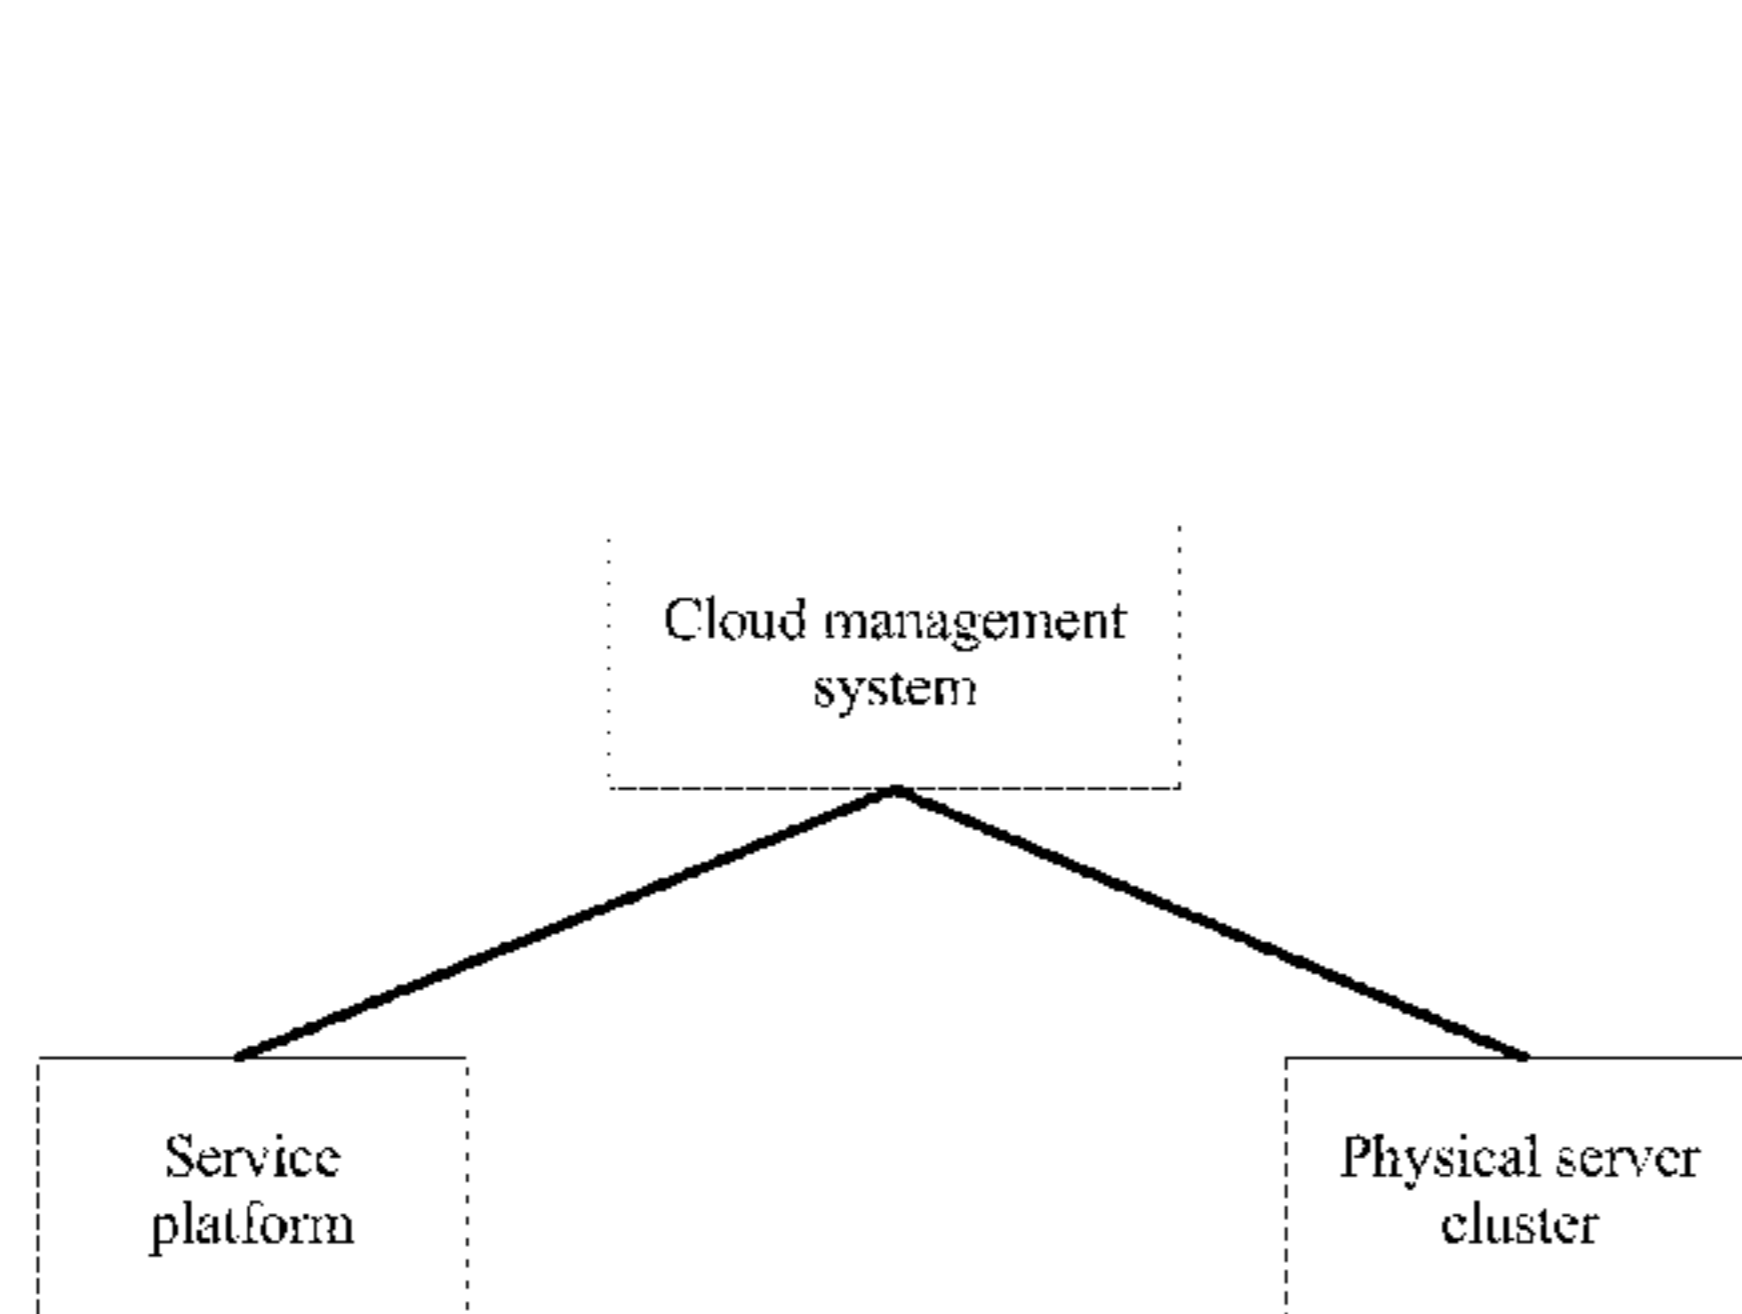 Cloud management
system
Service
platform
Physical server
cluster